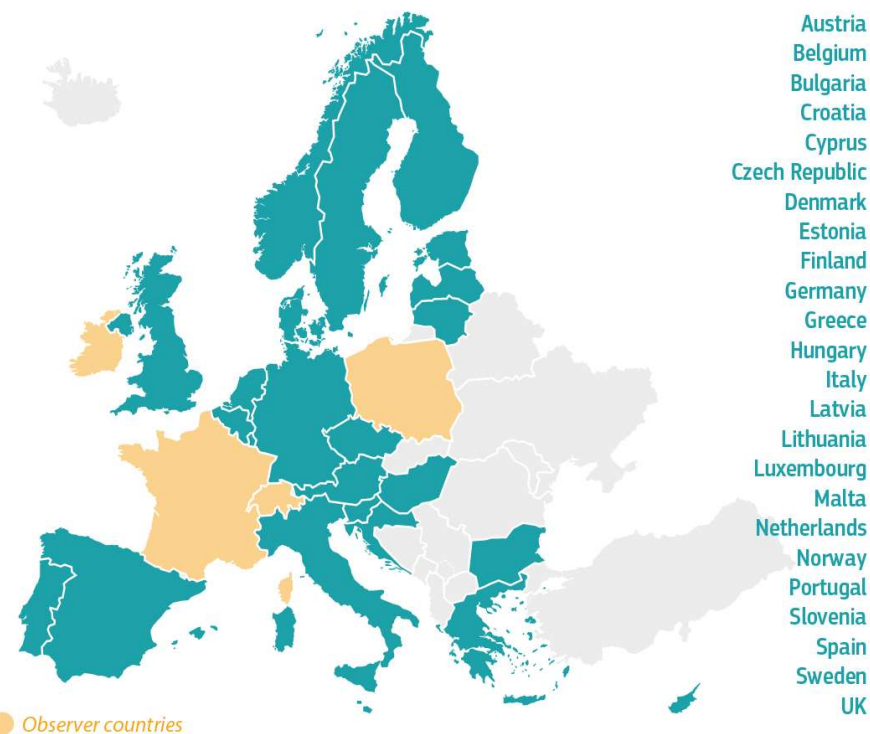 Austria
Belgium
Bulgaria
Croatia
Cyprus
Czech Republic
Denmark
Estonia
Finland
Germany
Greece
Hungary
Italy
Latvia
Lithuania
Luxembourg
Malta
Netherlands
Norway
Portugal
Slovenia
Spain
Sweden
UK
Observer countries